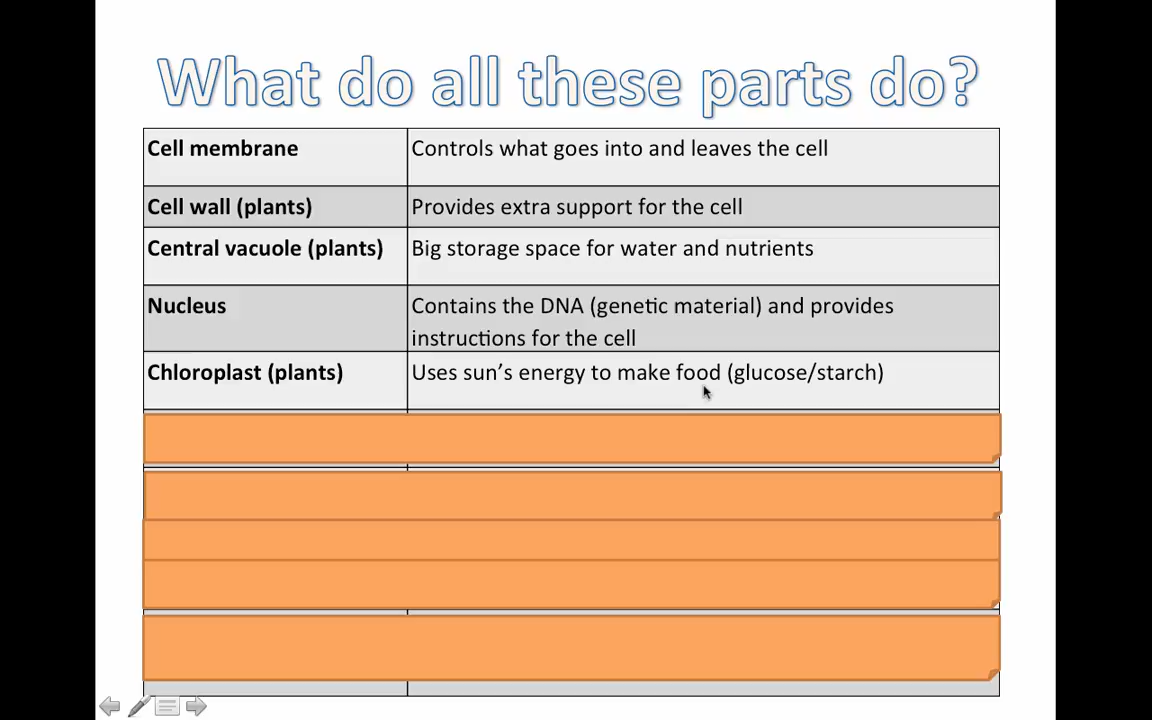 What do all these parts do?
Cell membrane
Controls what goes into and leaves the cell
Cell wall (plants)
Provides extra support for the cell
Central vacuole (plants)
Big storage space for water and nutrients
Nucleus
Contains the DNA (genetic material) and provides
instructions for the cell
Chloroplast (plants)
Uses sun’s energy to make food (glucose/starch)